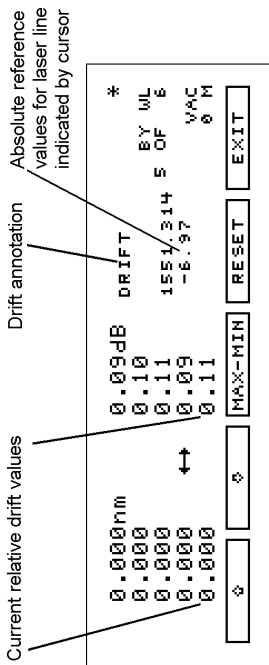 Current relative drift values
Drift annotation
Absolute reference
values for laser line
indicated by cursor
0.000nm 0.09dB DRIFT *
0.000 0.10 BY WL
0.000 0.11 1551.314 5 OF 6
0.000 ↔ 0.09 -6.97 VAC
0.000 0.11 0 M
MAX-MIN RESET EXIT